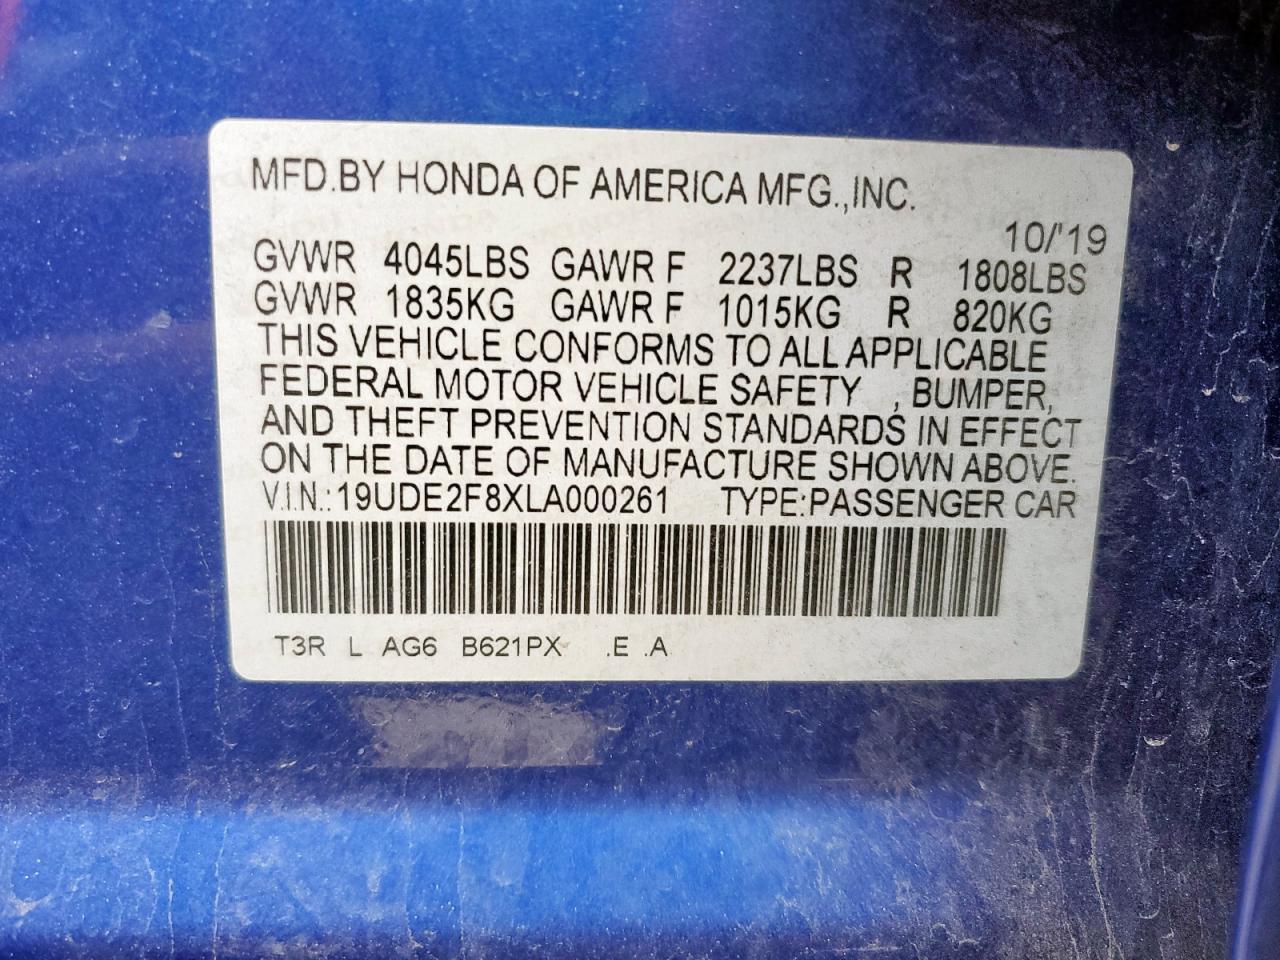 MFD.BY HONDA OF AMERICA MFG.,INC.
10/'19
GVWR 4045LBS GAWR F 2237LBS R 1808LBS
GVWR 1835KG GAWR F 1015KG R 820KG
THIS VEHICLE CONFORMS TO ALL APPLICABLE
FEDERAL MOTOR VEHICLE SAFETY , BUMPER,
AND THEFT PREVENTION STANDARDS IN EFFECT
ON THE DATE OF MANUFACTURE SHOWN ABOVE.
V.I.N.:19UDE2F8XLA000261 TYPE:PASSENGER CAR
T3R L AG6 B621PX .E .A